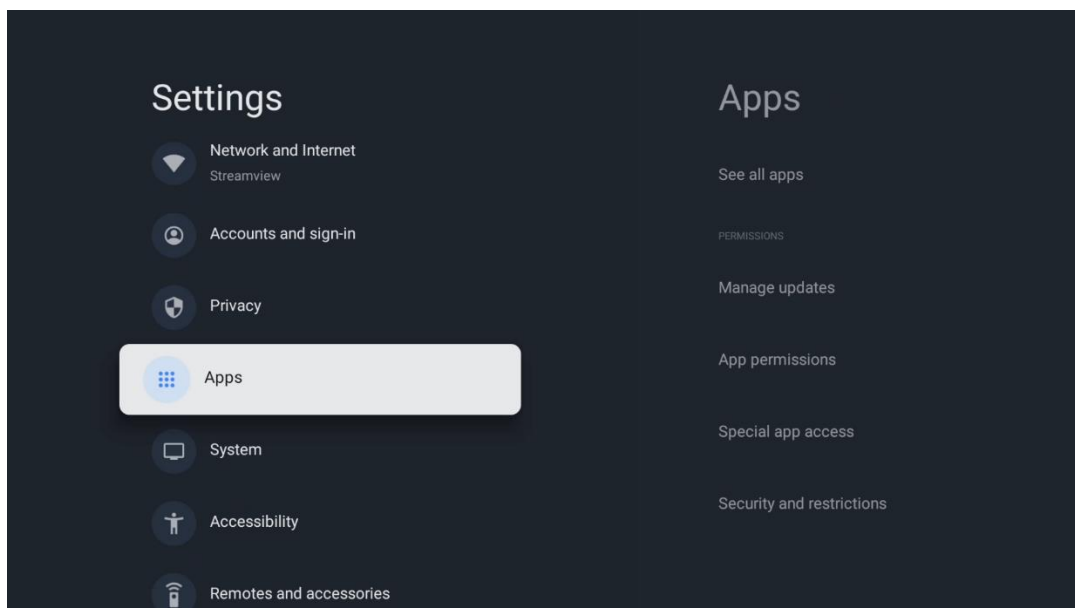 Settings
Network and Internet
Streamview
Accounts and sign-in
Privacy
Apps
System
Accessibility
Remotes and accessories
Apps
See all apps
PERMISSIONS
Manage updates
App permissions
Special app access
Security and restrictions